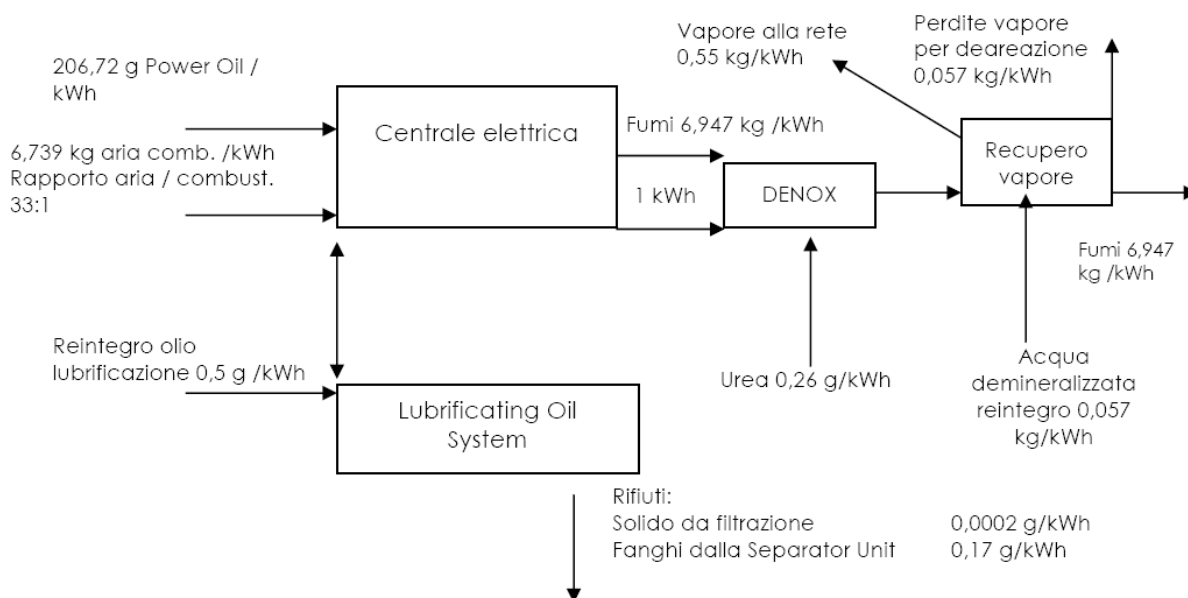 206,72 g Power Oil /
kWh
6,739 kg aria comb. /kWh
Rapporto aria / combust.
33:1
Centrale elettrica
Fumi 6,947 kg /kWh
1 kWh
DENOX
Vapore alla rete
0,55 kg/kWh
Perdite vapore
per deareazione
0,057 kg/kWh
Recupero
vapore
Fumi 6,947
kg /kWh
Reintegro olio
lubrificazione 0,5 g /kWh
Lubrificating Oil
System
Urea 0,26 g/kWh
Acqua
demineralizzata
reintegro 0,057
kg/kWh
Rifiuti:
Solido da filtrazione 0,0002 g/kWh
Fanghi dalla Separator Unit 0,17 g/kWh